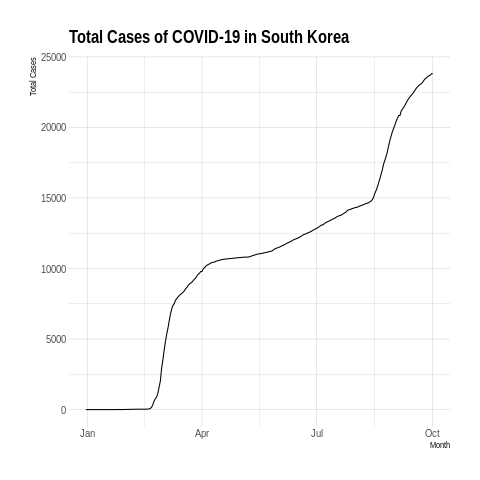 Total Cases of COVID-19 in South Korea
Total Cases
25000
20000
15000
10000
5000
0
Jan Apr Jul Oct
Month